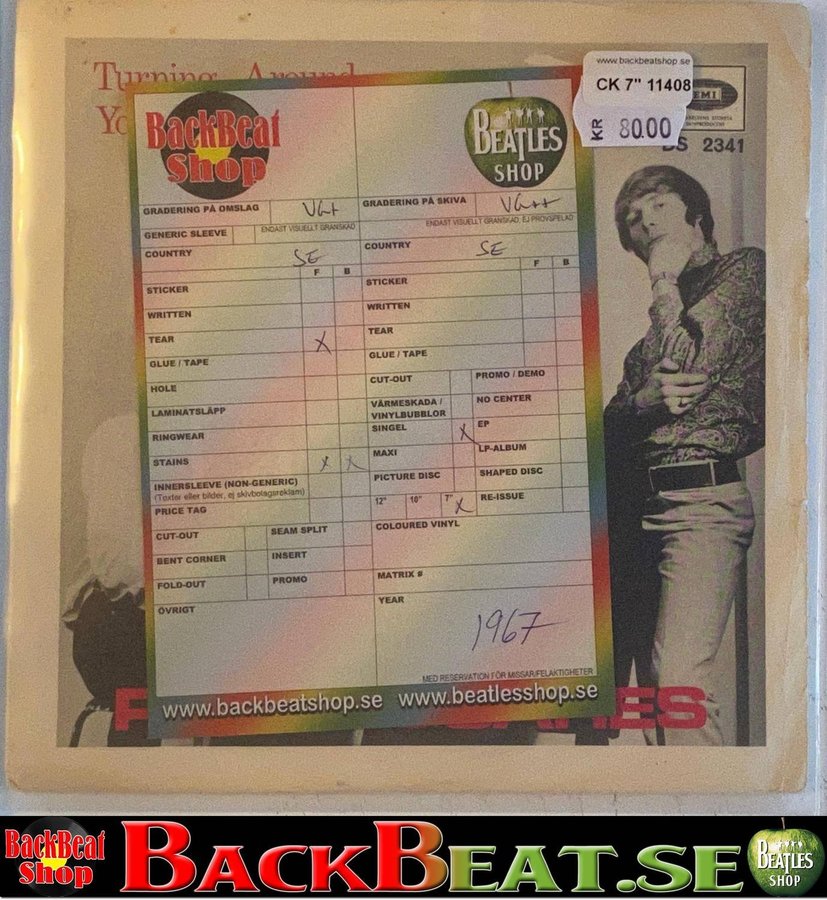 Turning Around
www.backbeatshop.se
CK 7" 11408
KR 80.00
EMI
DS 2341
BackBeat
Shop
BEATLES
SHOP
GRADERING PÅ OMSLAG VG+
GRADERING PÅ SKIVA VG++
GENERIC SLEEVE
ENDAST VISUELLT GRANSKAD
ENDAST VISUELLT GRANSKAD, EJ PROVSPELAD
COUNTRY SE
COUNTRY SE
F B
F B
STICKER
STICKER
WRITTEN
WRITTEN
TEAR X
TEAR
GLUE / TAPE
GLUE / TAPE
HOLE
CUT-OUT
PROMO / DEMO
LAMINATSLÄPP
VÄRMESKADA /
VINYLBUBBLOR
NO CENTER
RINGWEAR
SINGEL X
EP
STAINS X X
MAXI
LP-ALBUM
INNERSLEEVE (NON-GENERIC)
(Texter eller bilder, ej skivbolagsreklam)
PICTURE DISC
SHAPED DISC
PRICE TAG
12" 10" 7" X
RE-ISSUE
CUT-OUT
SEAM SPLIT
COLOURED VINYL
BENT CORNER
INSERT
FOLD-OUT
PROMO
MATRIX #
ÖVRIGT
YEAR
1967
MED RESERVATION FÖR MISSAR/FELAKTIGHETER
www.backbeatshop.se www.beatlesshop.se
BackBeat
Shop
BACKBEAT.SE
BEATLES
SHOP